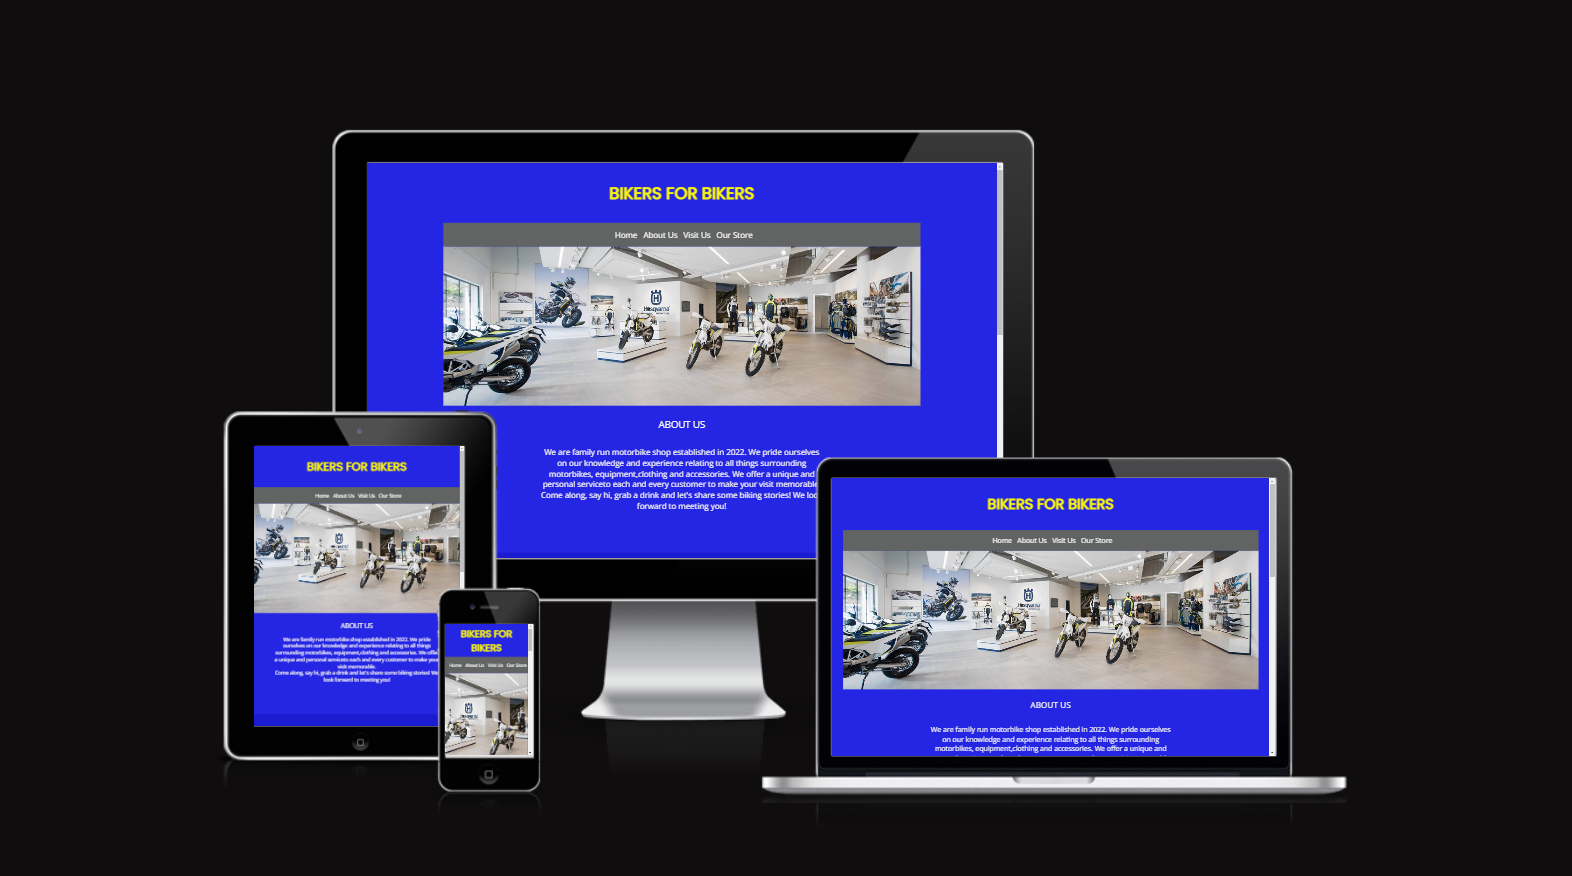 BIKERS FOR BIKERS
Home About Us Visit Us Our Store
Husqvarna
ABOUT US
We are family run motorbike shop established in 2022. We pride ourselves
on our knowledge and experience relating to all things surrounding
motorbikes, equipment,clothing and accessories. We offer a unique and
personal serviceto each and every customer to make your visit memorable
Come along, say hi, grab a drink and let's share some biking stories! We loo
forward to meeting you!
BIKERS FOR BIKERS
Home About Us Visit Us Our Store
ABOUT US
We are family run motorbike shop established in 2022. We pride
ourselves on our knowledge and experience relating to all things
surrounding motorbikes, equipment,clothing and accessories. We offe
a unique and personal serviceto each and every customer to make your
visit memorable.
Come along, say hi, grab a drink and let's share some biking stories! We
look forward to meeting you!
BIKERS FOR
BIKERS
Home About Us Visit Us Our Store
BIKERS FOR BIKERS
Home About Us Visit Us Our Store
Husqvarna
ABOUT US
We are family run motorbike shop established in 2022. We pride ourselves
on our knowledge and experience relating to all things surrounding
motorbikes, equipment,clothing and accessories. We offer a unique and